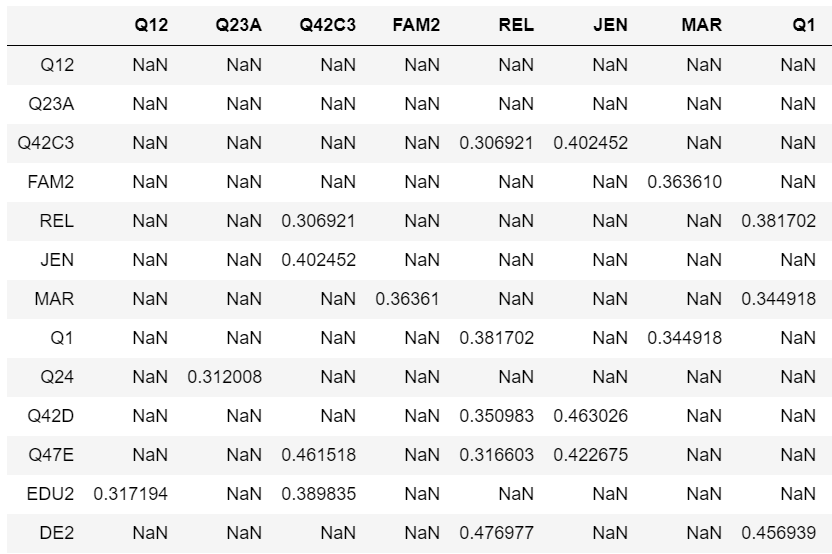 Q12 Q23A Q42C3 FAM2 REL JEN MAR Q1
Q12 NaN NaN NaN NaN NaN NaN NaN NaN
Q23A NaN NaN NaN NaN NaN NaN NaN NaN
Q42C3 NaN NaN NaN NaN 0.306921 0.402452 NaN NaN
FAM2 NaN NaN NaN NaN NaN NaN 0.363610 NaN
REL NaN NaN 0.306921 NaN NaN NaN NaN 0.381702
JEN NaN NaN 0.402452 NaN NaN NaN NaN NaN
MAR NaN NaN NaN 0.36361 NaN NaN NaN 0.344918
Q1 NaN NaN NaN NaN 0.381702 NaN 0.344918 NaN
Q24 NaN 0.312008 NaN NaN NaN NaN NaN NaN
Q42D NaN NaN NaN NaN 0.350983 0.463026 NaN NaN
Q47E NaN NaN 0.461518 NaN 0.316603 0.422675 NaN NaN
EDU2 0.317194 NaN 0.389835 NaN NaN NaN NaN NaN
DE2 NaN NaN NaN NaN 0.476977 NaN NaN 0.456939